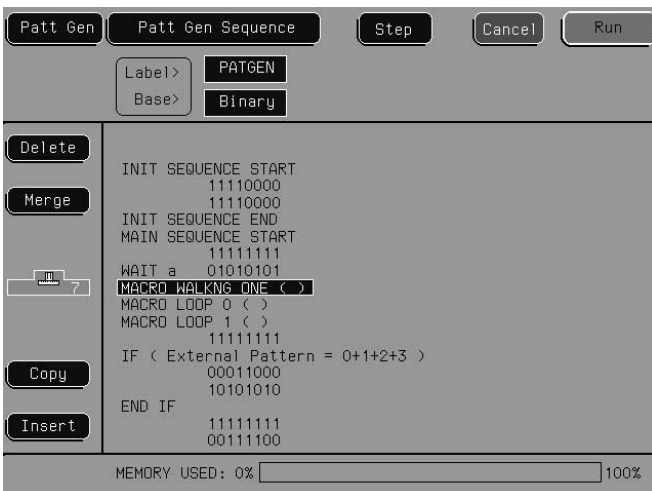 Patt Gen Patt Gen Sequence Step Cancel Run
Label> PATGEN
Base> Binary
Delete
INIT SEQUENCE START
11110000
Merge
11110000
INIT SEQUENCE END
MAIN SEQUENCE START
11111111
WAIT a 01010101
7
MACRO WALKNG ONE ( )
MACRO LOOP 0 ( )
MACRO LOOP 1 ( )
11111111
IF ( External Pattern = 0+1+2+3 )
Copy
00011000
10101010
END IF
Insert
11111111
00111100
MEMORY USED: 0% 100%